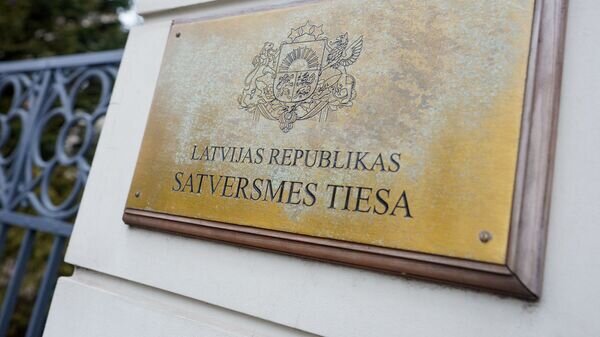 LATVIJAS REPUBLIKAS
SATVERSMES TIESA